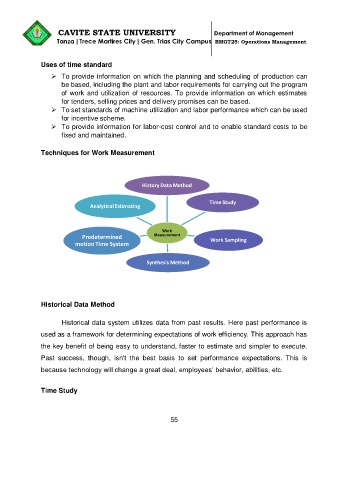 CAVITE STATE UNIVERSITY
Department of Management
Tanza | Trece Martires City | Gen. Trias City Campus
BMGT25: Operations Management
Uses of time standard
➢ To provide information on which the planning and scheduling of production can
be based, including the plant and labor requirements for carrying out the program
of work and utilization of resources. To provide information on which estimates
for tenders, selling prices and delivery promises can be based.
➢ To set standards of machine utilization and labor performance which can be used
for incentive scheme.
➢ To provide information for labor-cost control and to enable standard costs to be
fixed and maintained.
Techniques for Work Measurement
History Data Method
Analytical Estimating
Time Study
Work
Measurement
Predetermined
motion Time System
Work Sampling
Synthesis Method
Historical Data Method
Historical data system utilizes data from past results. Here past performance is
used as a framework for determining expectations of work efficiency. This approach has
the key benefit of being easy to understand, faster to estimate and simpler to execute.
Past success, though, isn't the best basis to set performance expectations. This is
because technology will change a great deal, employees' behavior, abilities, etc.
Time Study
55